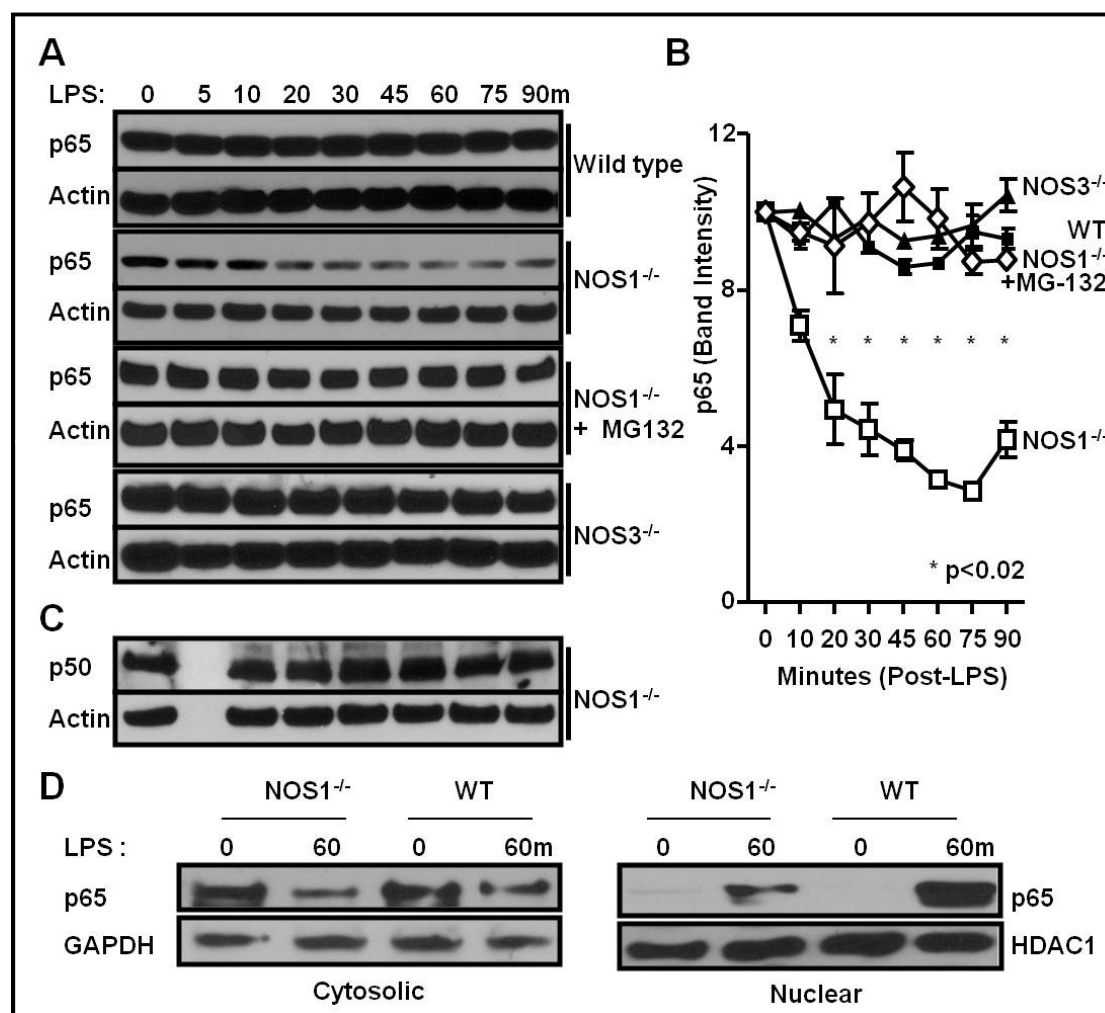 A
LPS: 0 5 10 20 30 45 60 75 90m
p65
Actin
Wild type
p65
Actin
NOS1-/-
p65
Actin
NOS1-/-
+ MG132
p65
Actin
NOS3-/-
B
p65 (Band Intensity)
12
8
4
0
NOS3-/-
WT
NOS1-/-
+MG-132
* * * * * *
NOS1-/-
* p<0.02
0 10 20 30 45 60 75 90
Minutes (Post-LPS)
C
p50
Actin
NOS1-/-
D
NOS1-/- WT
LPS : 0 60 0 60m
p65
GAPDH
Cytosolic
NOS1-/- WT
0 60 0 60m
p65
HDAC1
Nuclear